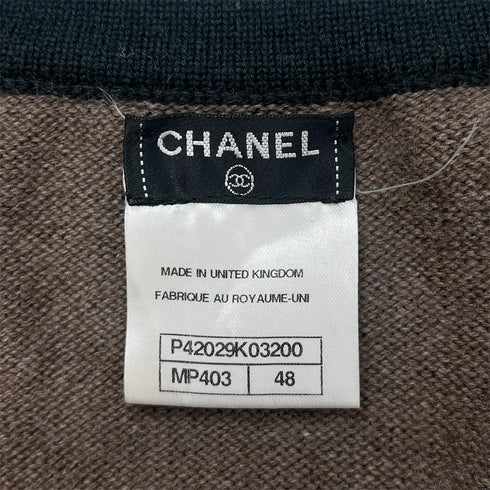 CHANEL
MADE IN UNITED KINGDOM
FABRIQUE AU ROYAUME-UNI
P42029K03200
MP403 48